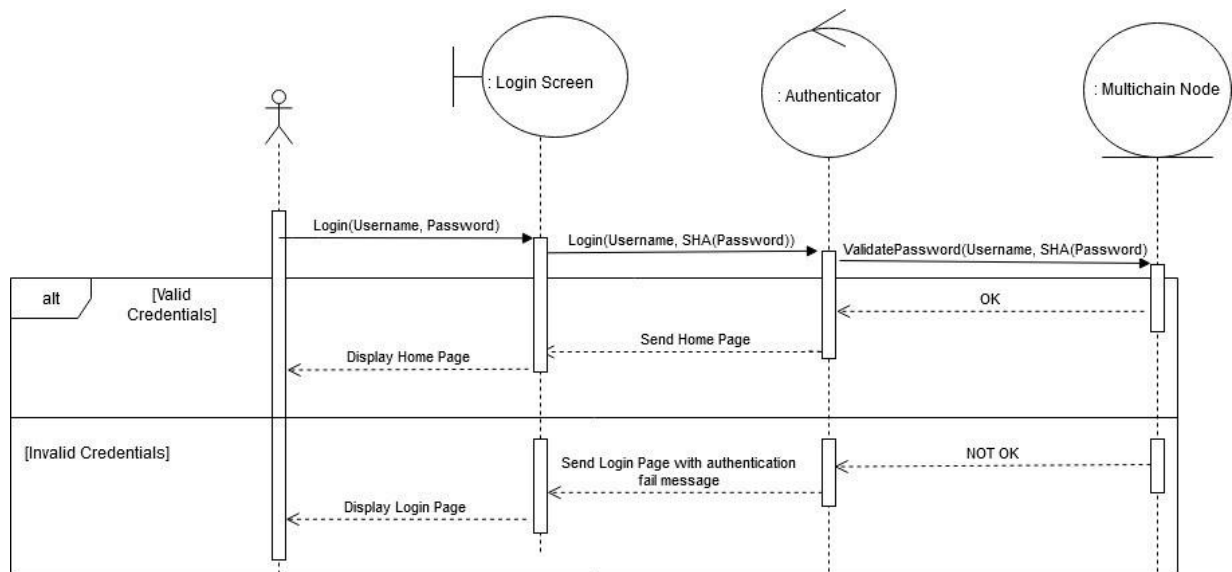 : Login Screen
: Authenticator
: Multichain Node
Login(Username, Password)
Login(Username, SHA(Password))
ValidatePassword(Username, SHA(Password)
alt
[Valid
Credentials]
OK
Send Home Page
Display Home Page
[Invalid Credentials]
NOT OK
Send Login Page with authentication
fail message
Display Login Page